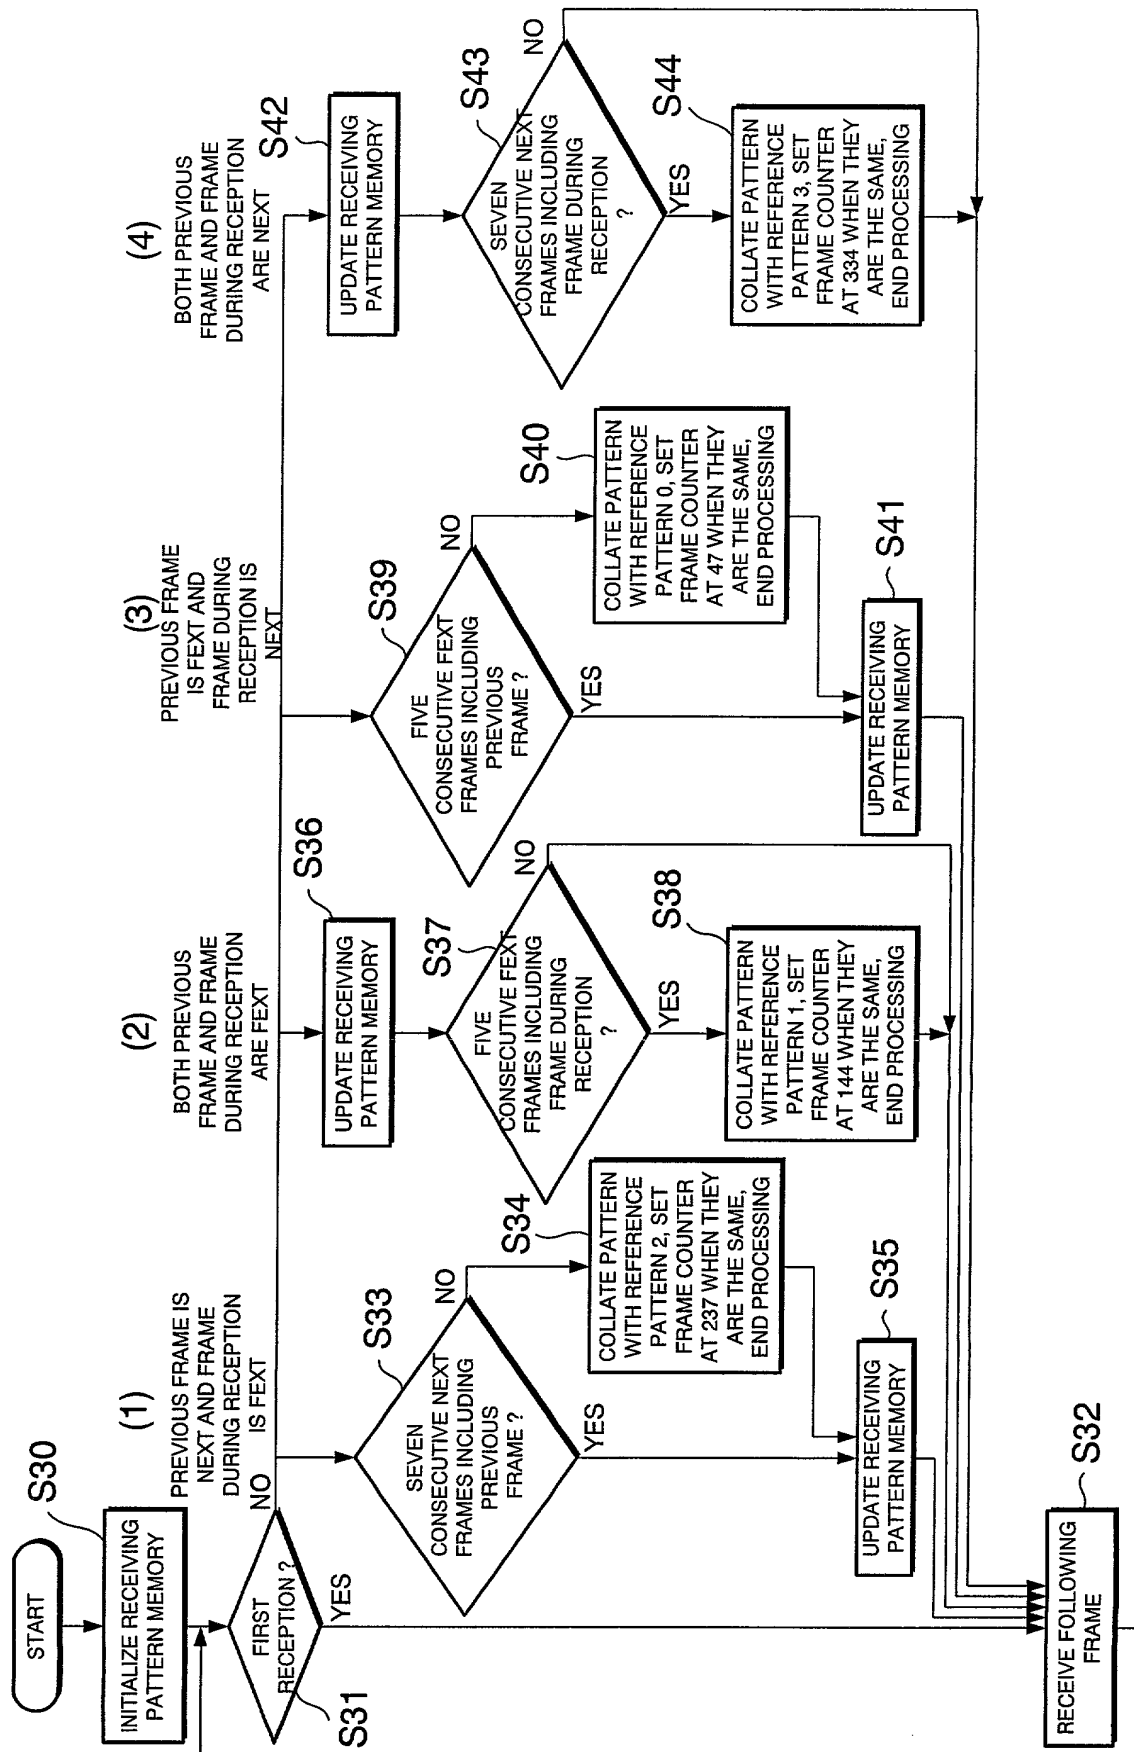 START
S30
INITIALIZE RECEIVING
PATTERN MEMORY
FIRST
RECEPTION ?
S31
NO
YES
(1)
PREVIOUS FRAME IS
NEXT AND FRAME
DURING RECEPTION
IS FEXT
S33
SEVEN
CONSECUTIVE NEXT
FRAMES INCLUDING
PREVIOUS
FRAME ?
NO
YES
S34
COLLATE PATTERN
WITH REFERENCE
PATTERN 2, SET
FRAME COUNTER
AT 237 WHEN THEY
ARE THE SAME,
END PROCESSING
S35
UPDATE RECEIVING
PATTERN MEMORY
(2)
BOTH PREVIOUS
FRAME AND FRAME
DURING RECEPTION
ARE FEXT
S36
UPDATE RECEIVING
PATTERN MEMORY
S37
FIVE
CONSECUTIVE FEXT
FRAMES INCLUDING
FRAME DURING
RECEPTION
?
NO
YES
S38
COLLATE PATTERN
WITH REFERENCE
PATTERN 1, SET
FRAME COUNTER
AT 144 WHEN THEY
ARE THE SAME,
END PROCESSING
(3)
PREVIOUS FRAME
IS FEXT AND
FRAME DURING
RECEPTION IS
NEXT
S39
FIVE
CONSECUTIVE FEXT
FRAMES INCLUDING
PREVIOUS
FRAME ?
NO
YES
S40
COLLATE PATTERN
WITH REFERENCE
PATTERN 0, SET
FRAME COUNTER
AT 47 WHEN THEY
ARE THE SAME,
END PROCESSING
S41
UPDATE RECEIVING
PATTERN MEMORY
(4)
BOTH PREVIOUS
FRAME AND FRAME
DURING RECEPTION
ARE NEXT
S42
UPDATE RECEIVING
PATTERN MEMORY
S43
SEVEN
CONSECUTIVE NEXT
FRAMES INCLUDING
FRAME DURING
RECEPTION
?
NO
YES
S44
COLLATE PATTERN
WITH REFERENCE
PATTERN 3, SET
FRAME COUNTER
AT 334 WHEN THEY
ARE THE SAME,
END PROCESSING
S32
RECEIVE FOLLOWING
FRAME